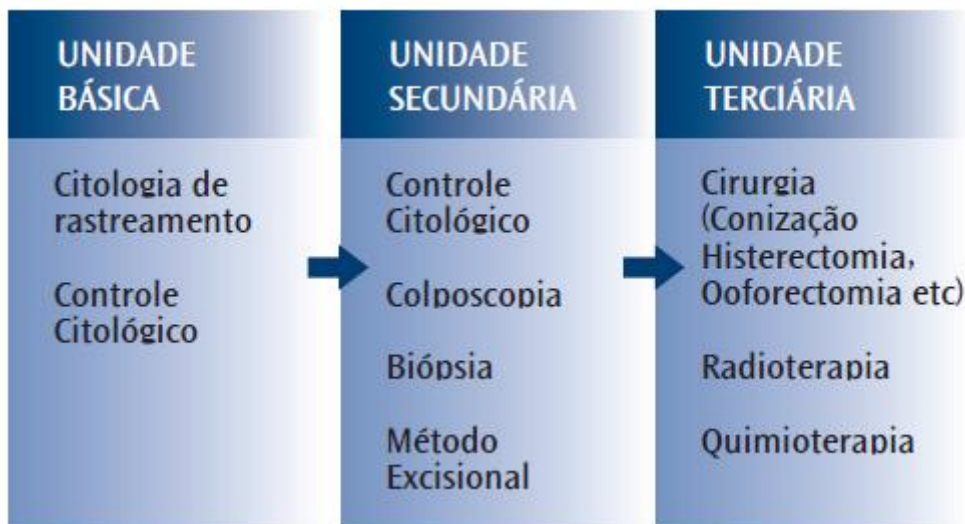 UNIDADE
BÁSICA
Citologia de
rastreamento
Controle
Citológico
UNIDADE
SECUNDÁRIA
Controle
Citológico
Colposcopia
Biópsia
Método
Excisional
UNIDADE
TERCIÁRIA
Cirurgia
(Conização
Histerectomia,
Ooforectomia etc)
Radioterapia
Quimioterapia